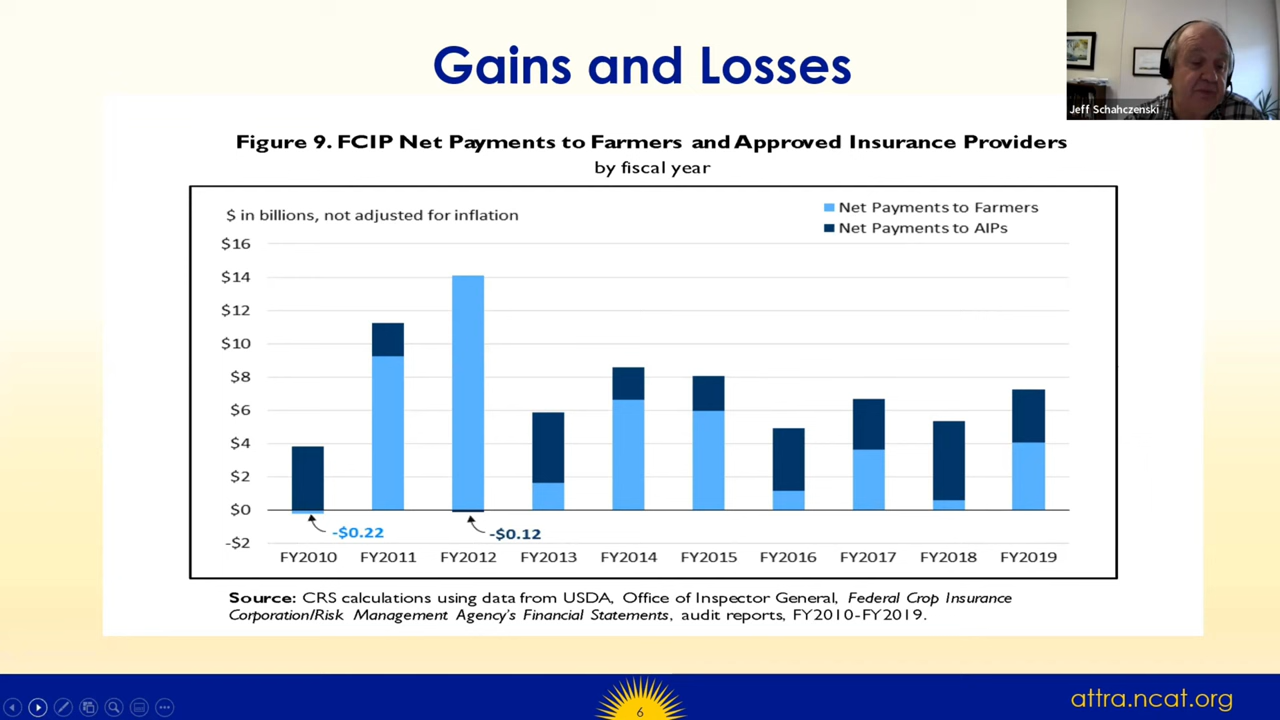 Gains and Losses
Jeff Schahczenski
Figure 9. FCIP Net Payments to Farmers and Approved Insurance Providers
by fiscal year
$ in billions, not adjusted for inflation
Net Payments to Farmers
Net Payments to AIPs
$16
$14
$12
$10
$8
$6
$4
$2
$0
-$2
-$0.22
-$0.12
FY2010 FY2011 FY2012 FY2013 FY2014 FY2015 FY2016 FY2017 FY2018 FY2019
Source: CRS calculations using data from USDA, Office of Inspector General, Federal Crop Insurance
Corporation/Risk Management Agency's Financial Statements, audit reports, FY2010-FY2019.
6
attra.ncat.org